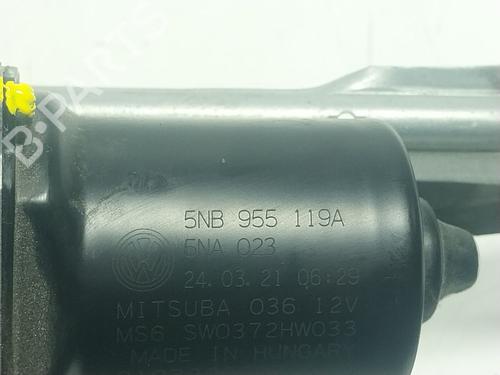 5NB 955 119A
5NA 023
24.03.21 06:29
MITSUBA 036 12V
MS6 SW0372HW033
MADE IN HUNGARY
B-PARTS